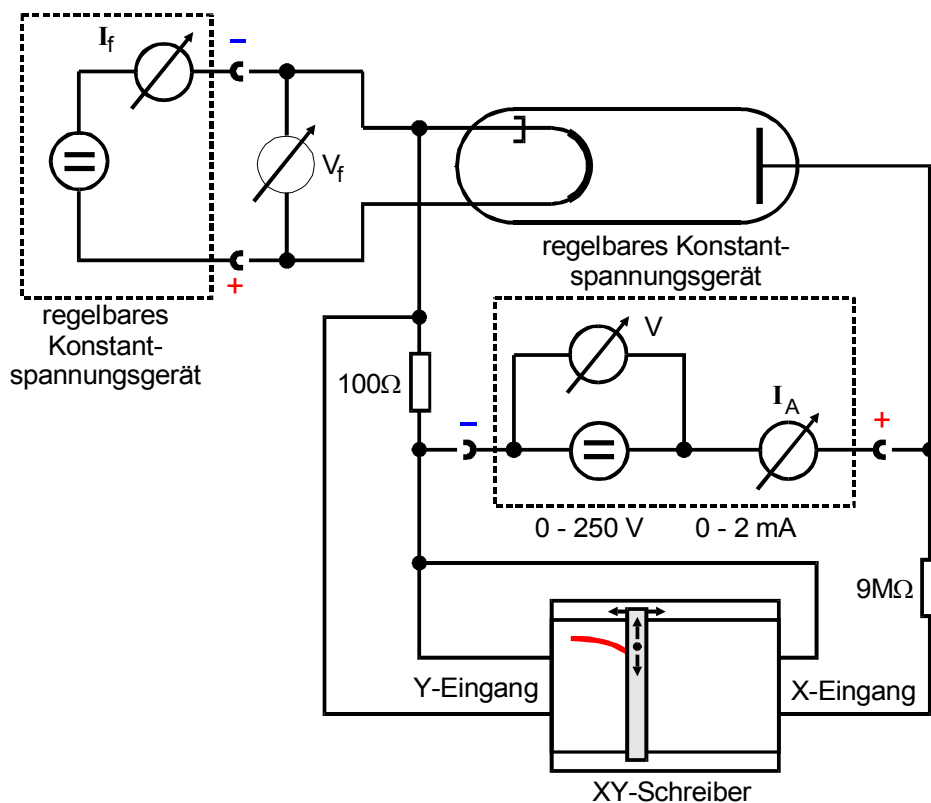 I_f
−
V_f
+
regelbares
Konstant-
spannungsgerät
regelbares Konstant-
spannungsgerät
100Ω
−
V
I_A
+
0 - 250 V
0 - 2 mA
9MΩ
Y-Eingang
X-Eingang
XY-Schreiber